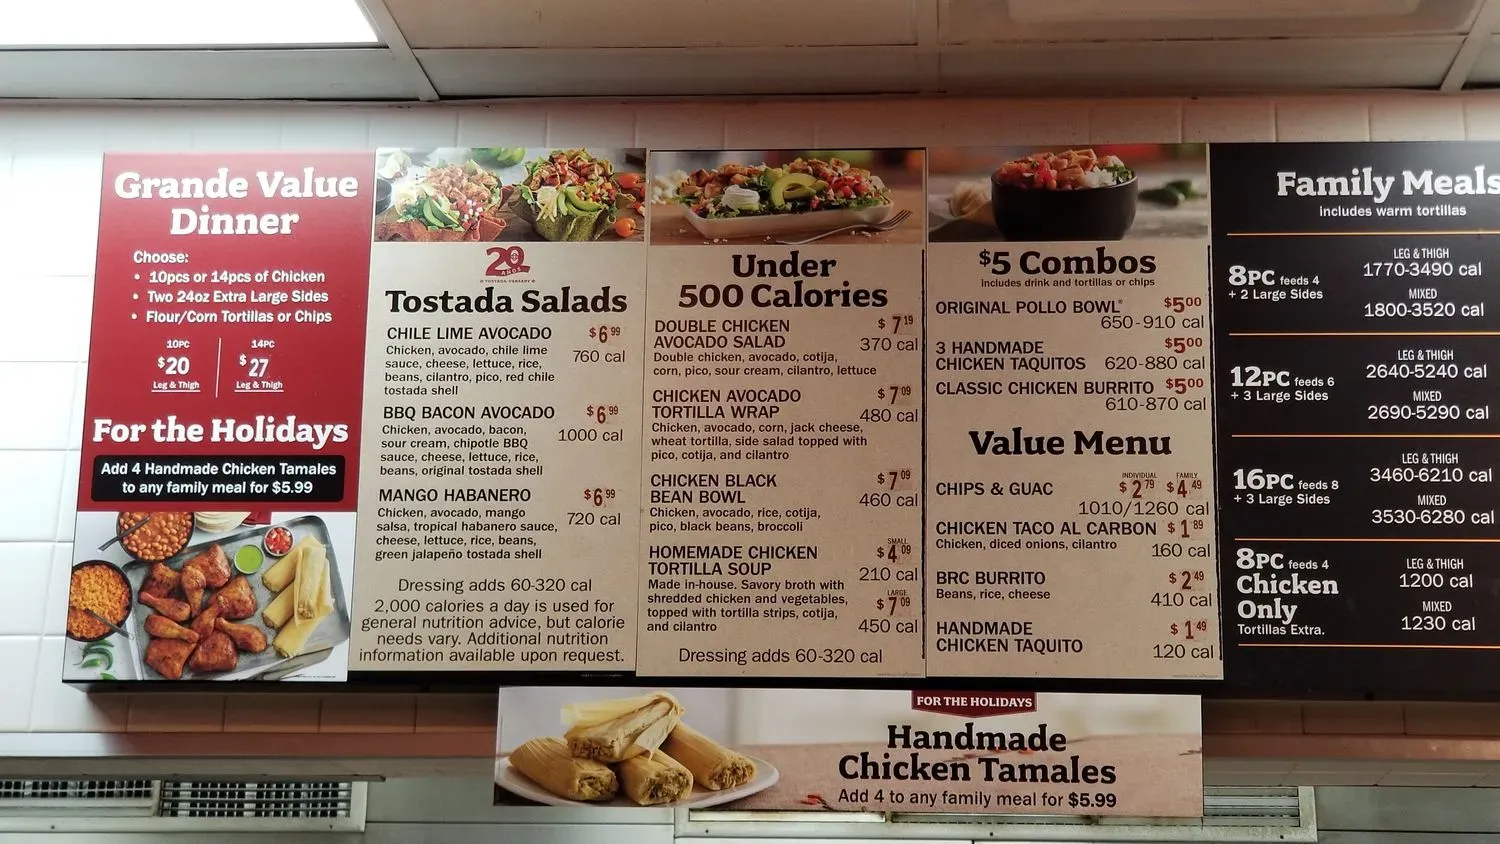 Grande Value
Dinner
Choose:
• 10pcs or 14pcs of Chicken
• Two 24oz Extra Large Sides
• Flour/Corn Tortillas or Chips
10PC
$20
Leg & Thigh
14PC
$27
Leg & Thigh
For the Holidays
Add 4 Handmade Chicken Tamales
to any family meal for $5.99
20
AÑOS
Tostada Salads
CHILE LIME AVOCADO $6.99
760 cal
Chicken, avocado, chile lime
sauce, cheese, lettuce, rice,
beans, cilantro, pico, red chile
tostada shell
BBQ BACON AVOCADO $6.99
1000 cal
Chicken, avocado, bacon,
sour cream, chipotle BBQ
sauce, cheese, lettuce, rice,
beans, original tostada shell
MANGO HABANERO $6.99
720 cal
Chicken, avocado, mango
salsa, tropical habanero sauce,
cheese, lettuce, rice, beans,
green jalapeño tostada shell
Dressing adds 60-320 cal
2,000 calories a day is used for
general nutrition advice, but calorie
needs vary. Additional nutrition
information available upon request.
Under
500 Calories
DOUBLE CHICKEN $7.19
AVOCADO SALAD 370 cal
Double chicken, avocado, cotija,
corn, pico, sour cream, cilantro, lettuce
CHICKEN AVOCADO $7.09
TORTILLA WRAP 480 cal
Chicken, avocado, corn, jack cheese,
wheat tortilla, side salad topped with
pico, cotija, and cilantro
CHICKEN BLACK $7.09
BEAN BOWL 460 cal
Chicken, avocado, rice, cotija,
pico, black beans, broccoli
HOMEMADE CHICKEN SMALL $4.09
TORTILLA SOUP 210 cal
Made in-house. Savory broth with
shredded chicken and vegetables,
topped with tortilla strips, cotija,
and cilantro
LARGE
$7.09
450 cal
Dressing adds 60-320 cal
$5 Combos
Includes drink and tortillas or chips
ORIGINAL POLLO BOWL® $5.00
650-910 cal
3 HANDMADE $5.00
CHICKEN TAQUITOS 620-880 cal
CLASSIC CHICKEN BURRITO $5.00
610-870 cal
Value Menu
INDIVIDUAL FAMILY
CHIPS & GUAC $2.79 $4.49
1010/1260 cal
CHICKEN TACO AL CARBON $1.89
Chicken, diced onions, cilantro 160 cal
BRC BURRITO $2.49
Beans, rice, cheese 410 cal
HANDMADE $1.49
CHICKEN TAQUITO 120 cal
Family Meals
includes warm tortillas
8PC feeds 4
+ 2 Large Sides
LEG & THIGH
1770-3490 cal
MIXED
1800-3520 cal
12PC feeds 6
+ 3 Large Sides
LEG & THIGH
2640-5240 cal
MIXED
2690-5290 cal
16PC feeds 8
+ 3 Large Sides
LEG & THIGH
3460-6210 cal
MIXED
3530-6280 cal
8PC feeds 4
Chicken
Only
Tortillas Extra.
LEG & THIGH
1200 cal
MIXED
1230 cal
FOR THE HOLIDAYS
Handmade
Chicken Tamales
Add 4 to any family meal for $5.99